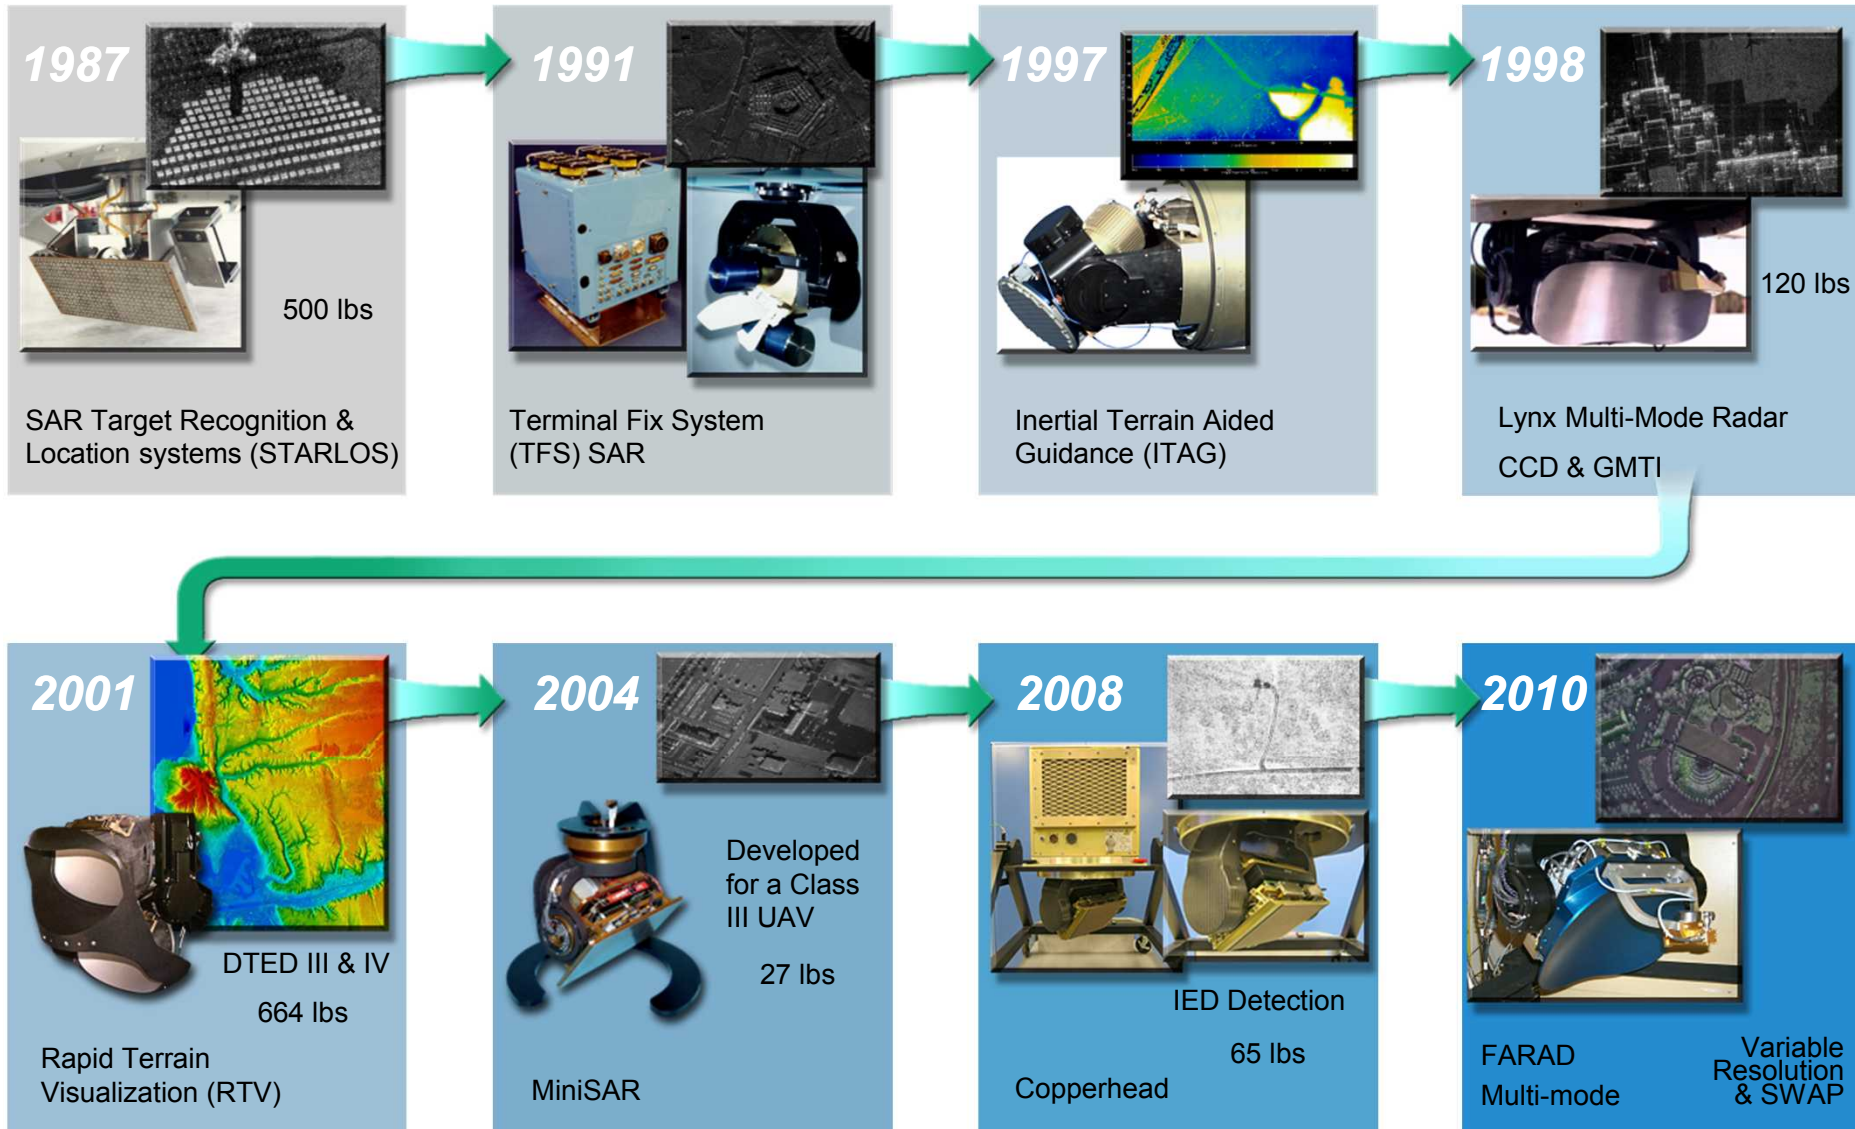 1987
500 lbs
SAR Target Recognition &
Location systems (STARLOS)
1991
Terminal Fix System
(TFS) SAR
1997
Inertial Terrain Aided
Guidance (ITAG)
1998
120 lbs
Lynx Multi-Mode Radar
CCD & GMTI
2001
DTED III & IV
664 lbs
Rapid Terrain
Visualization (RTV)
2004
Developed
for a Class
III UAV
27 lbs
MiniSAR
2008
IED Detection
65 lbs
Copperhead
2010
FARAD
Multi-mode
Variable
Resolution
& SWAP